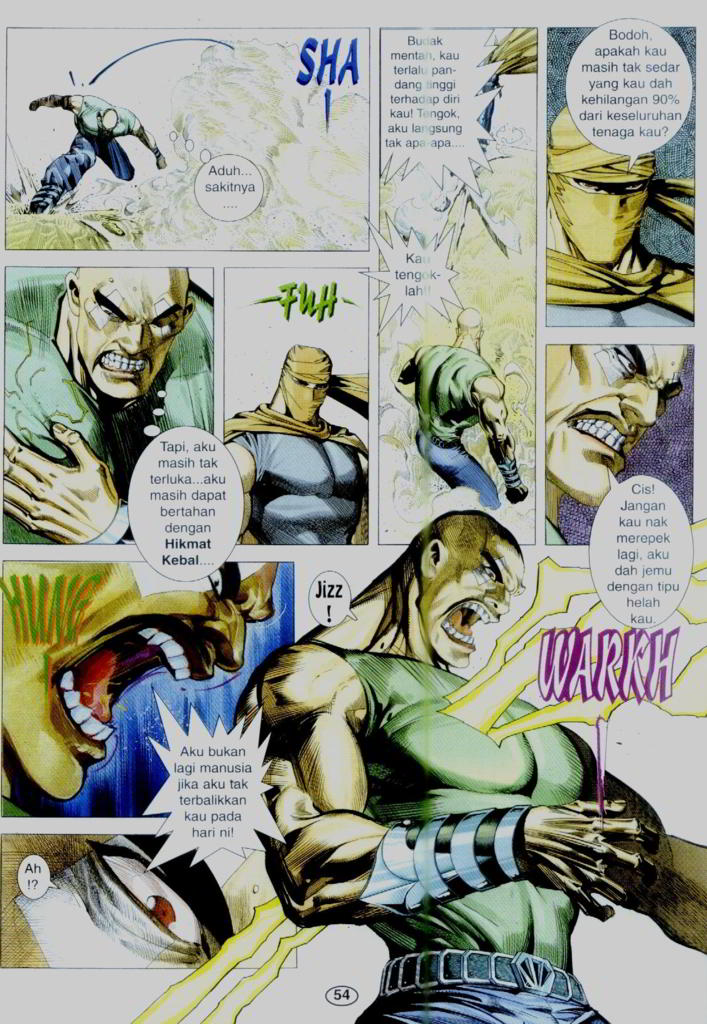 SHA
!
Aduh...
sakitnya
....
Budak
mentah, kau
terlalu pan-
dang tinggi
terhadap diri
kau! Tengok,
aku langsung
tak apa-apa....
Kau
tengok-
lah!!
Bodoh,
apakah kau
masih tak sedar
yang kau dah
kehilangan 90%
dari keseluruhan
tenaga kau?
Tapi, aku
masih tak
terluka...aku
masih dapat
bertahan
dengan
Hikmat
Kebal....
FUH
Cis!
Jangan
kau nak
merepek
lagi, aku
dah jemu
dengan tipu
helah
kau.
HUNG
Aku bukan
lagi manusia
jika aku tak
terbalikkan
kau pada
hari ni!
Jizz
!
WARKH
Ah
!?
54